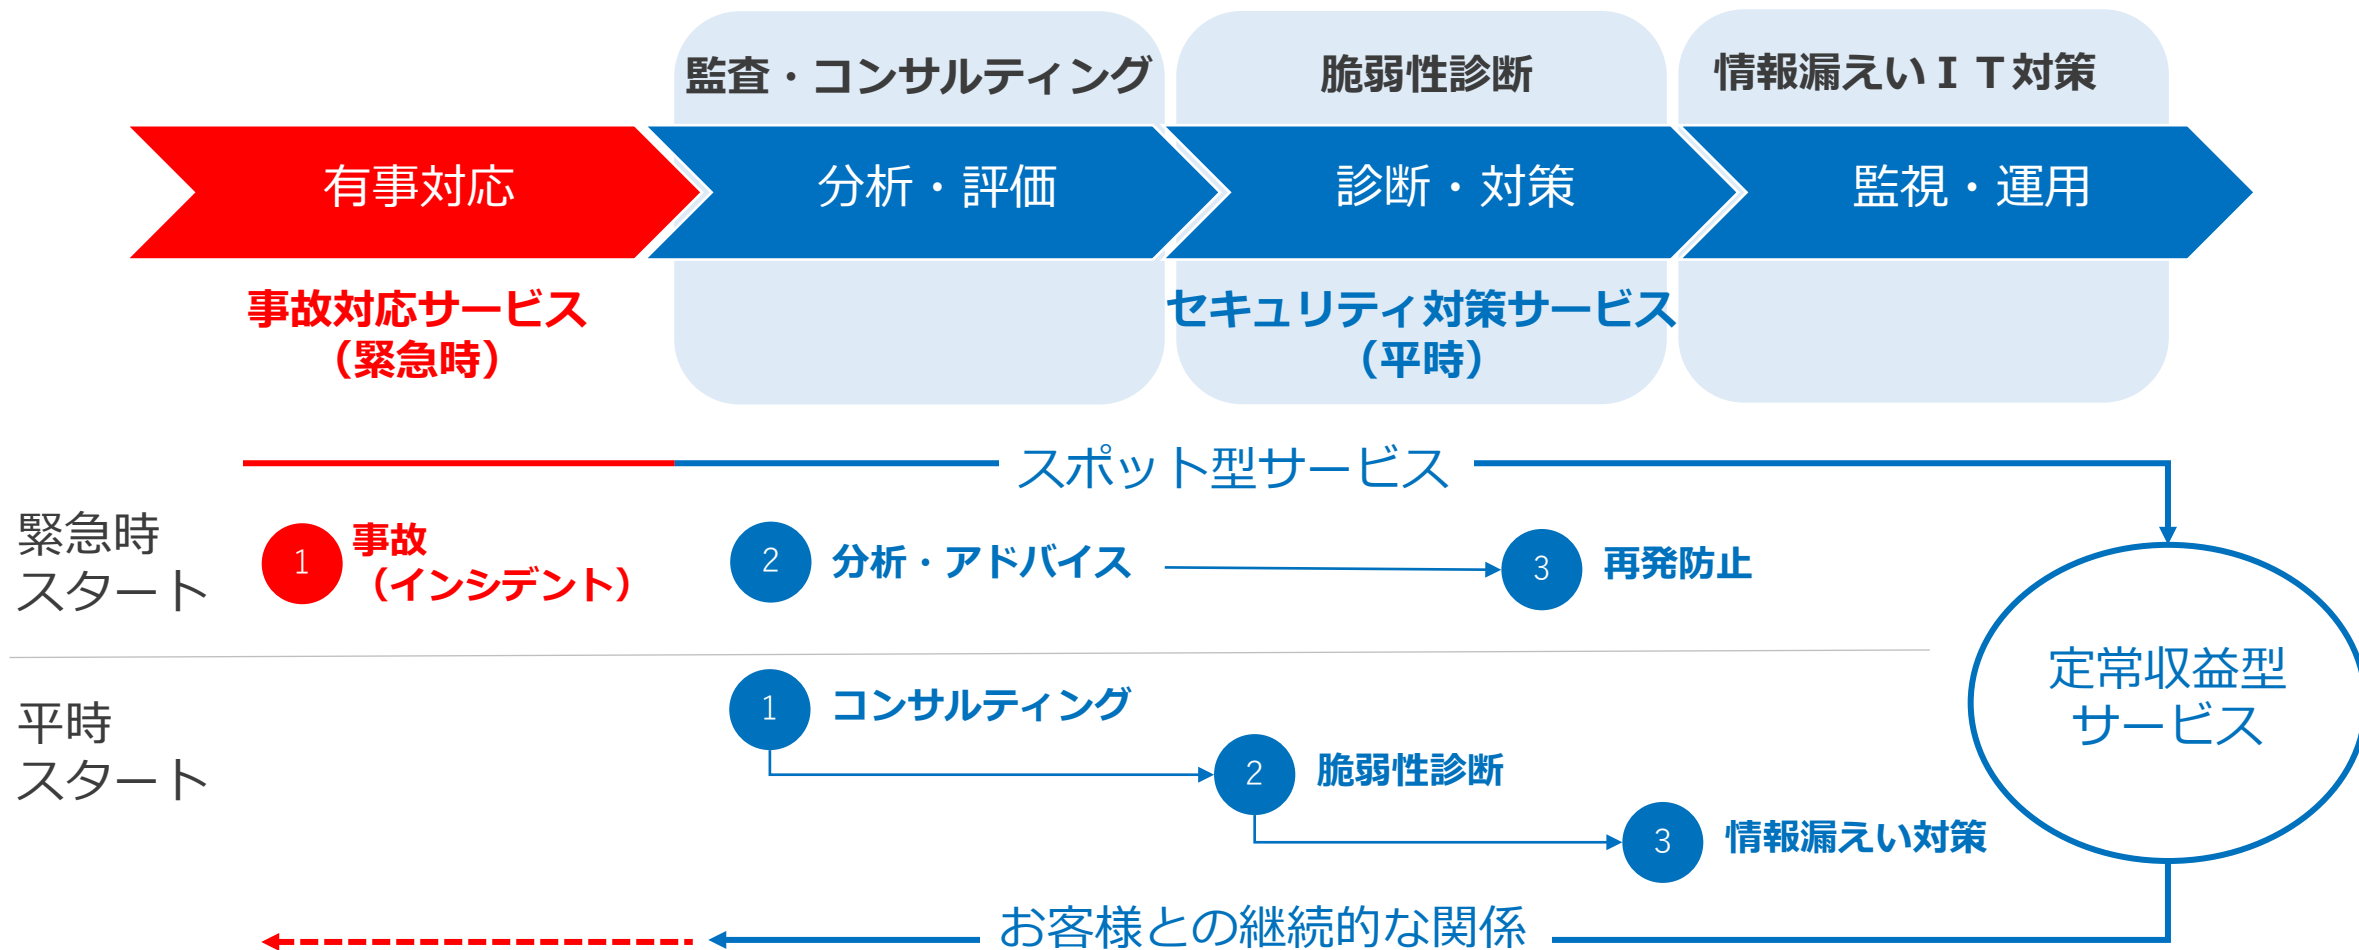 監査・コンサルティング
脆弱性診断
情報漏えいＩＴ対策
有事対応
分析・評価
診断・対策
監視・運用
事故対応サービス
（緊急時）
セキュリティ対策サービス
（平時）
スポット型サービス
緊急時
スタート
1
事故
（インシデント）
2
分析・アドバイス
3
再発防止
定常収益型
サービス
平時
スタート
1
コンサルティング
2
脆弱性診断
3
情報漏えい対策
お客様との継続的な関係